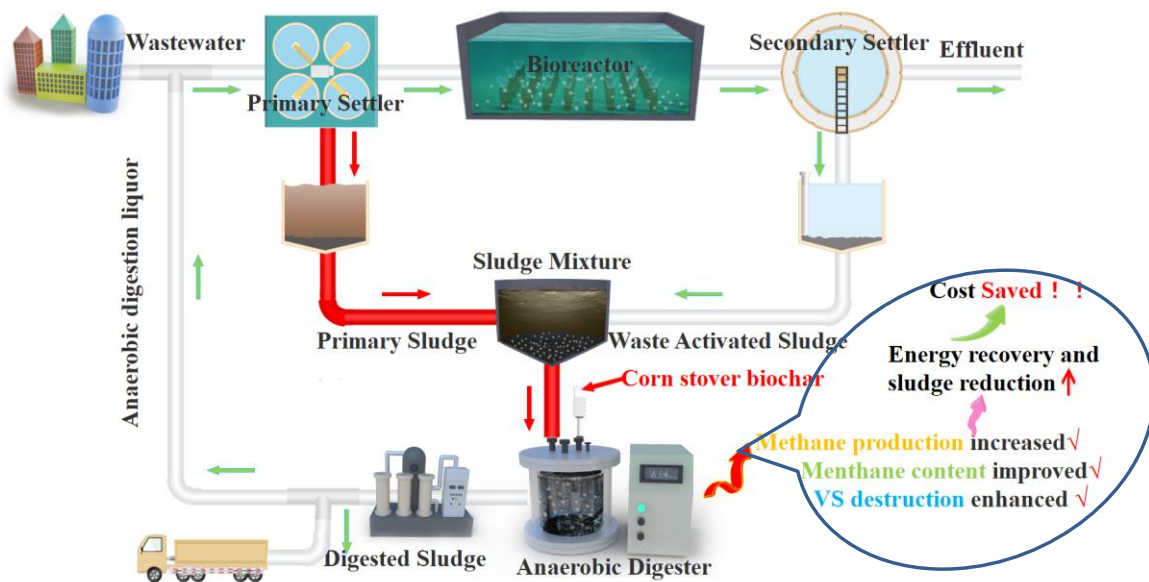 Wastewater
Primary Settler
Bioreactor
Secondary Settler
Effluent
Anaerobic digestion liquor
Sludge Mixture
Primary Sludge
Waste Activated Sludge
Corn stover biochar
Cost Saved！！
Energy recovery and
sludge reduction
Methane production increased√
Menthane content improved√
VS destruction enhanced √
Digested Sludge
Anaerobic Digester